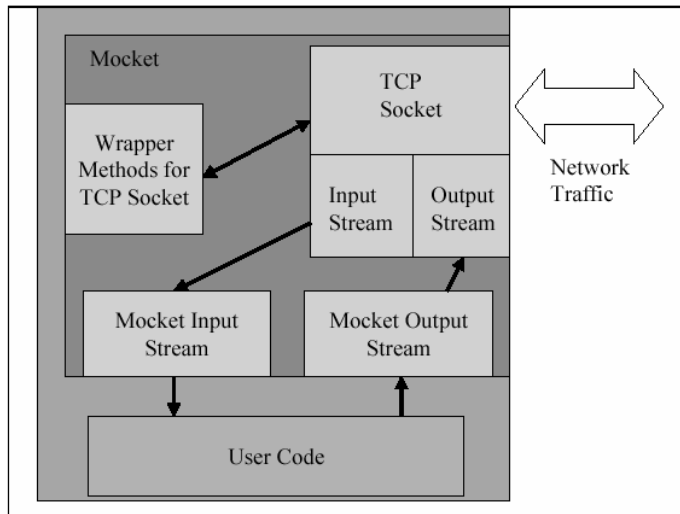 Mocket
TCP
Socket
Wrapper
Methods for
TCP Socket
Input
Stream
Output
Stream
Network
Traffic
Mocket Input
Stream
Mocket Output
Stream
User Code